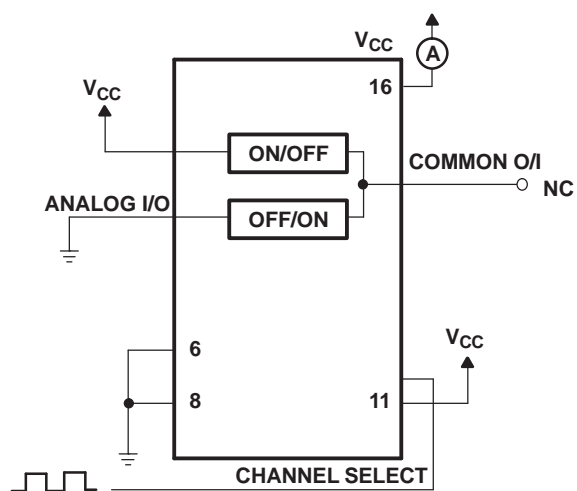 VCC
A
16
VCC
ON/OFF
COMMON O/I
NC
ANALOG I/O
OFF/ON
6
VCC
8
11
CHANNEL SELECT